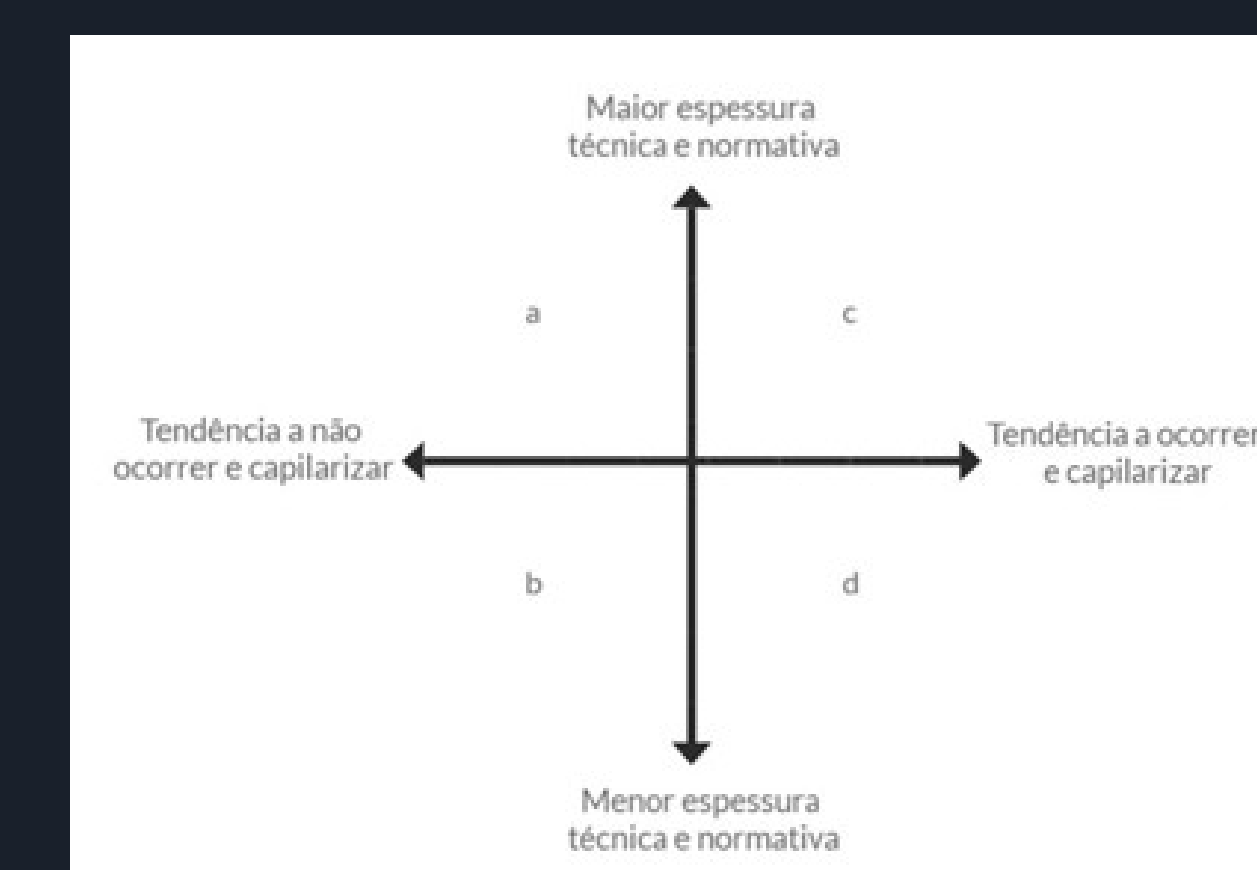 Maior espessura
técnica e normativa
a
c
Tendência a não
ocorrer e capilarizar
Tendência a ocorrer
e capilarizar
b
d
Menor espessura
técnica e normativa